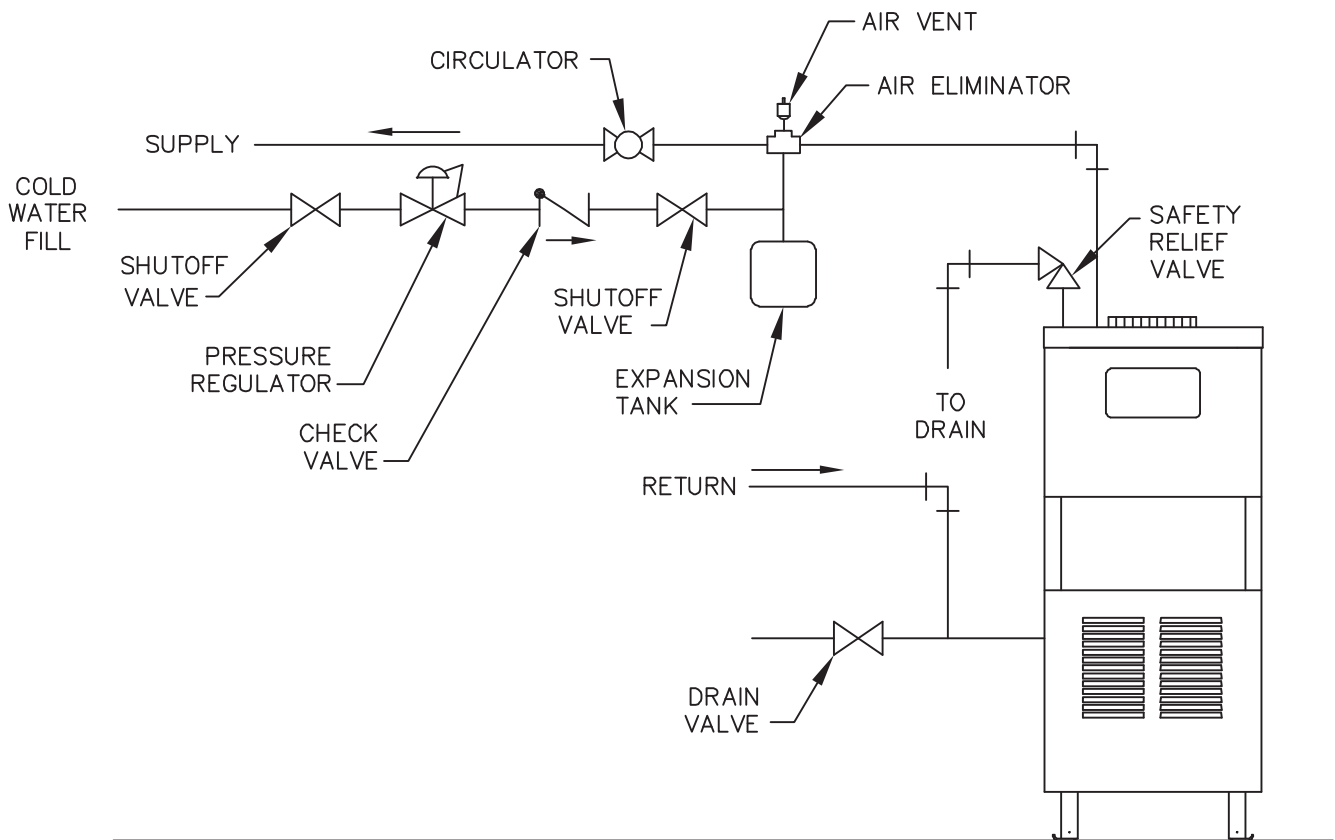 AIR VENT
CIRCULATOR
AIR ELIMINATOR
SUPPLY
COLD
WATER
FILL
SHUTOFF
VALVE
PRESSURE
REGULATOR
CHECK
VALVE
SHUTOFF
VALVE
EXPANSION
TANK
SAFETY
RELIEF
VALVE
TO
DRAIN
RETURN
DRAIN
VALVE